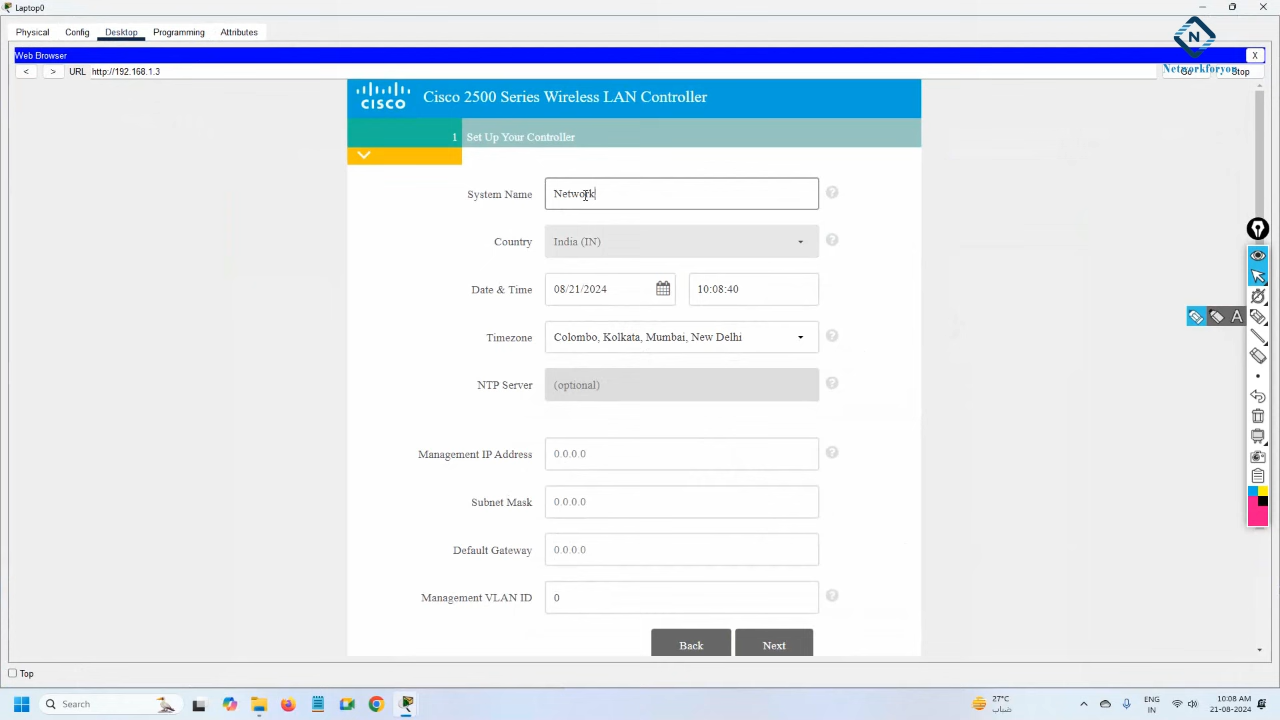 Laptop0
Physical Config Desktop Programming Attributes
N
Web Browser X
< > URL http://192.168.1.3 Go Stop
Networkforyou
CISCO Cisco 2500 Series Wireless LAN Controller
1 Set Up Your Controller
System Name Network ?
Country India (IN) ?
Date & Time 08/21/2024 10:08:40
Timezone Colombo, Kolkata, Mumbai, New Delhi ?
A
NTP Server (optional) ?
Management IP Address 0.0.0.0 ?
Subnet Mask 0.0.0.0
Default Gateway 0.0.0.0
Management VLAN ID 0 ?
Back Next
Top
Search
27°C
ENG
IN
10:08 AM
21-08-2024